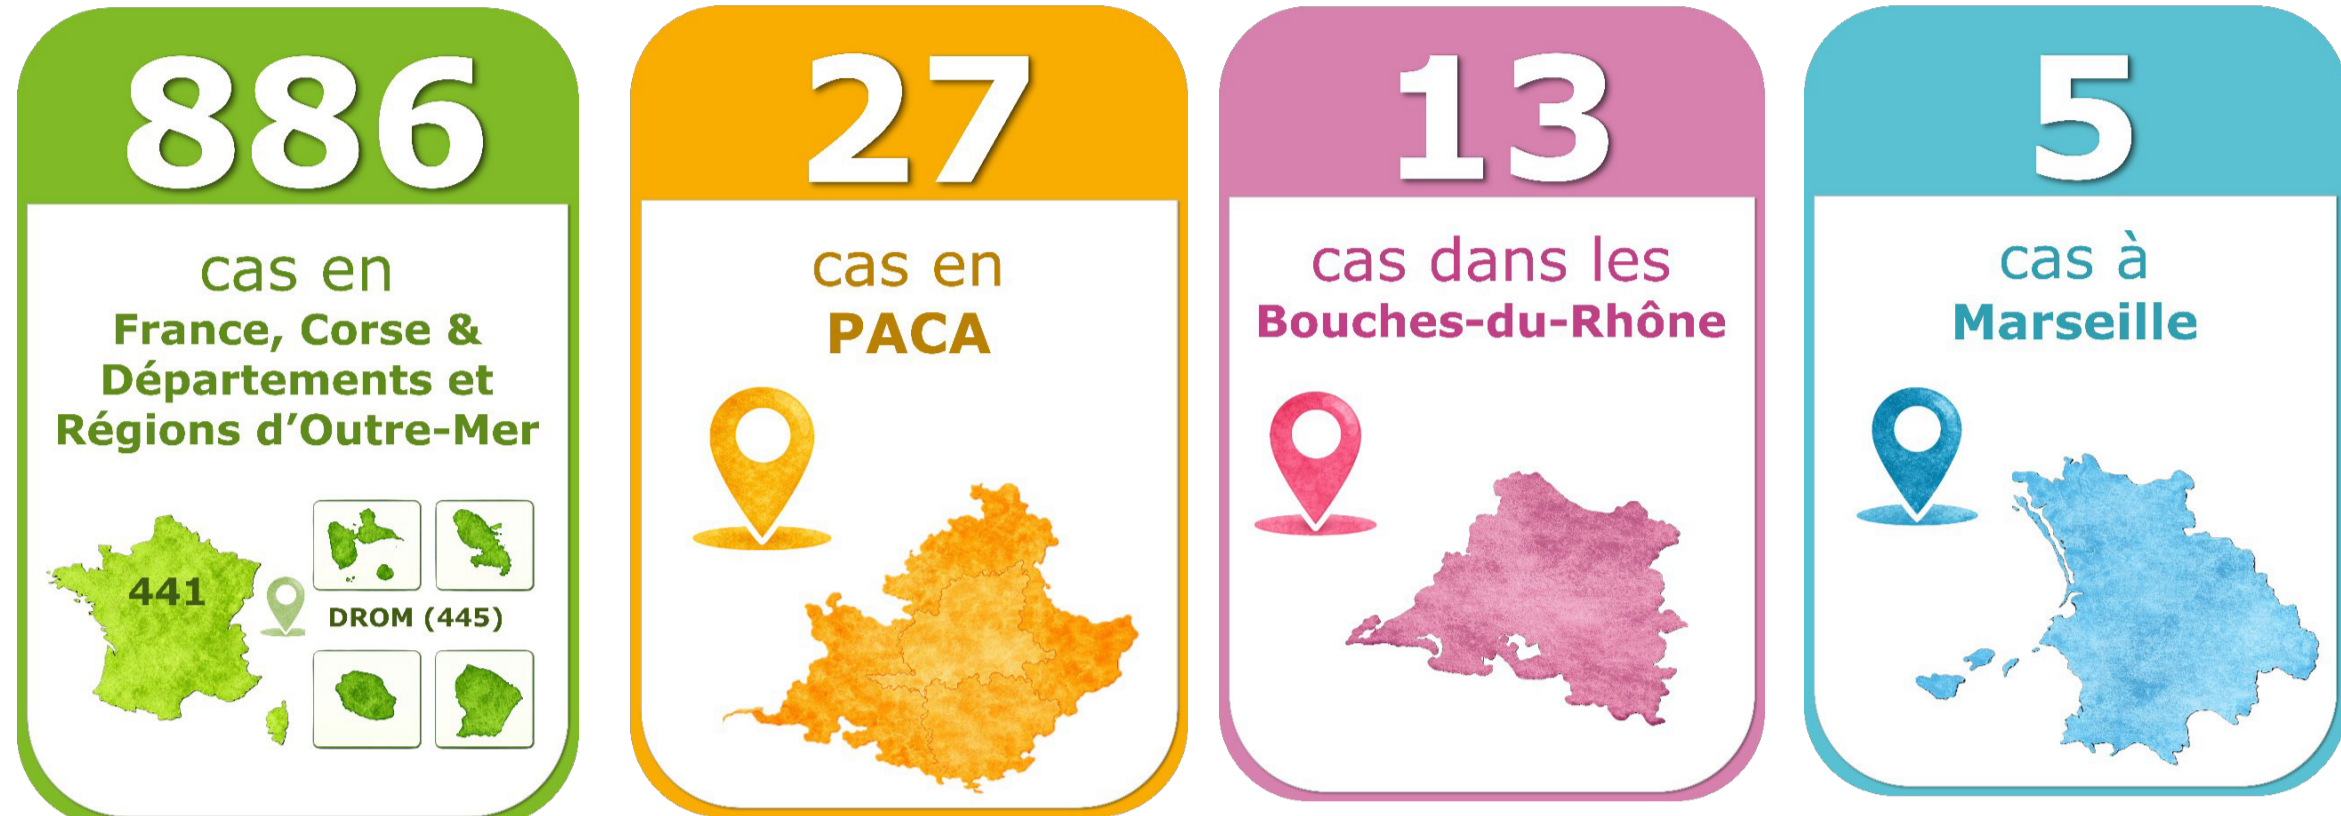 886
cas en
France, Corse &
Départements et
Régions d’Outre-Mer
441
DROM (445)
27
cas en
PACA
13
cas dans les
Bouches-du-Rhône
5
cas à
Marseille